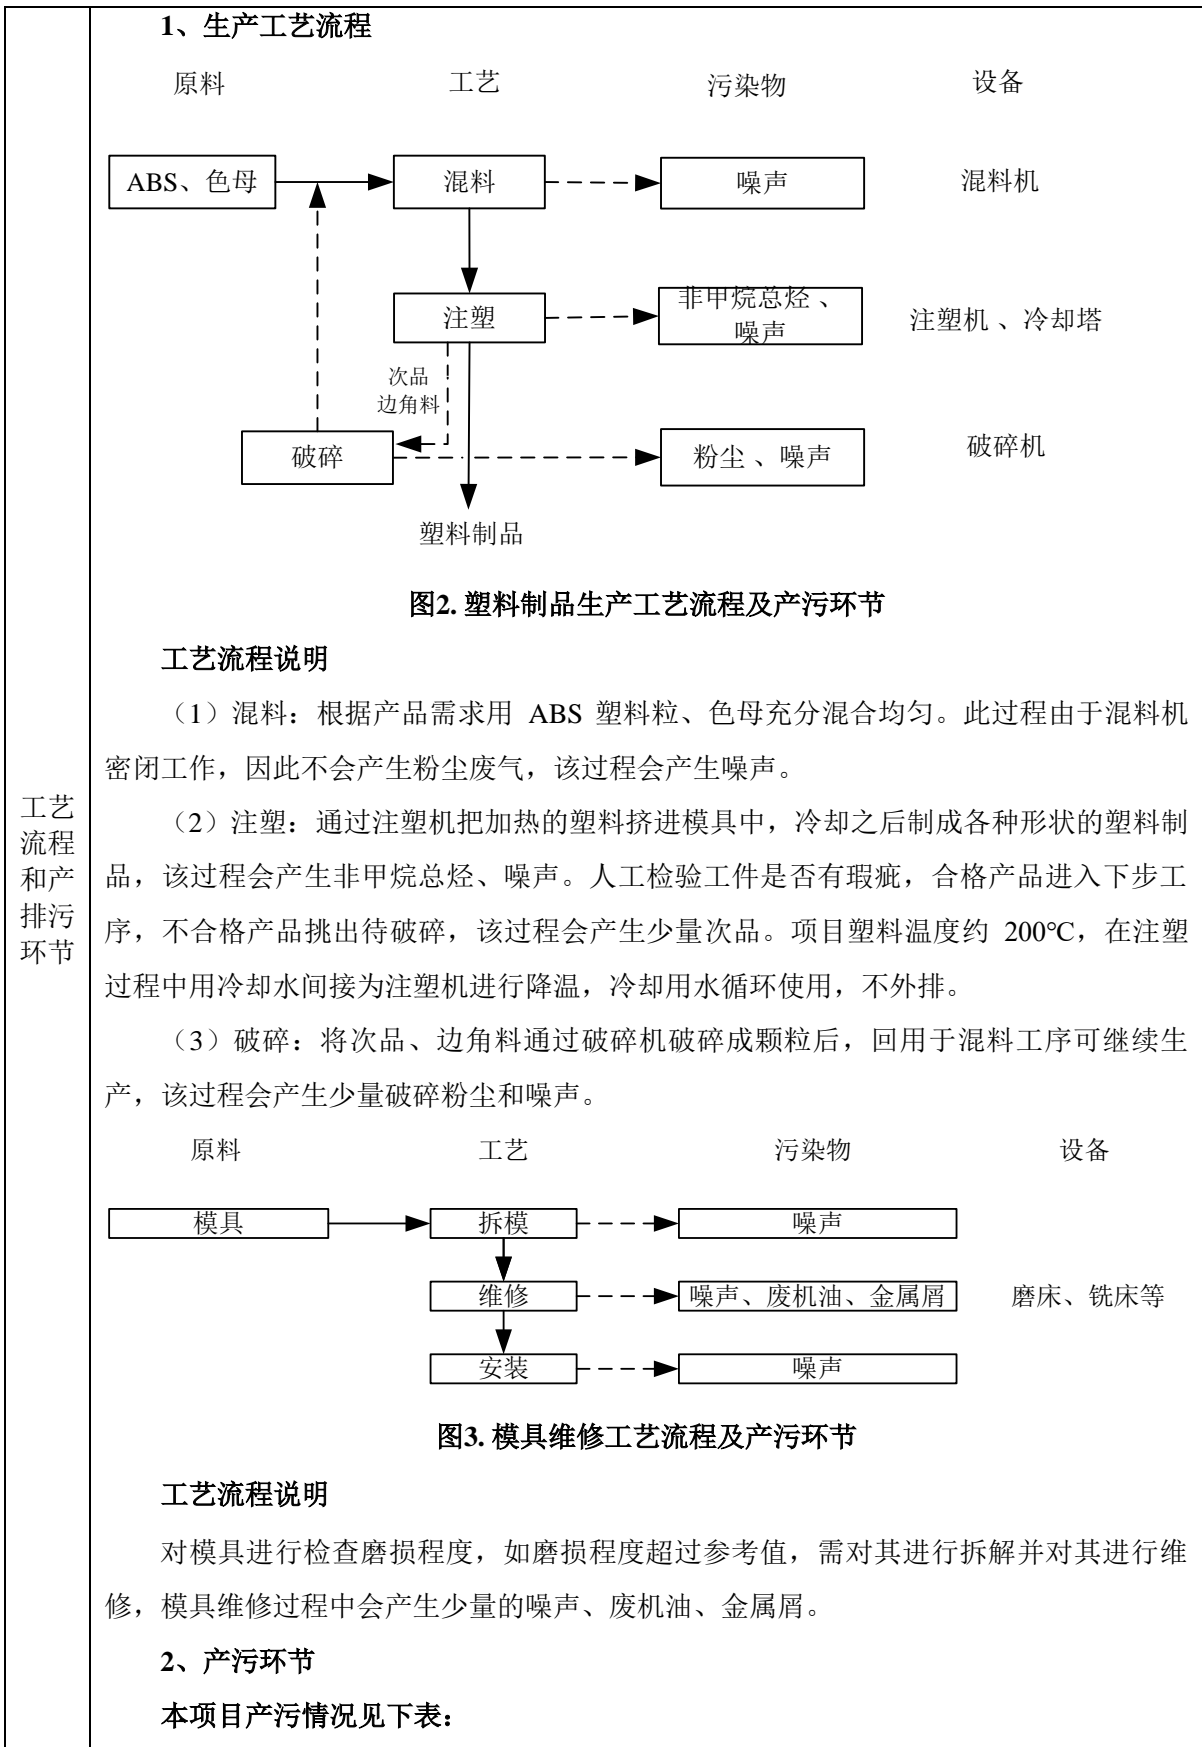 1、生产工艺流程
原料 工艺 污染物 设备
ABS、色母 混料 噪声 混料机
注塑 非甲烷总烃 、
噪声 注塑机 、冷却塔
次品
边角料
破碎 粉尘 、噪声 破碎机
塑料制品
图2. 塑料制品生产工艺流程及产污环节
工艺流程说明
（1）混料：根据产品需求用 ABS 塑料粒、色母充分混合均匀。此过程由于混料机
密闭工作，因此不会产生粉尘废气，该过程会产生噪声。
工艺
流程
和产
排污
环节
（2）注塑：通过注塑机把加热的塑料挤进模具中，冷却之后制成各种形状的塑料制
品，该过程会产生非甲烷总烃、噪声。人工检验工件是否有瑕疵，合格产品进入下步工
序，不合格产品挑出待破碎，该过程会产生少量次品。项目塑料温度约 200℃，在注塑
过程中用冷却水间接为注塑机进行降温，冷却用水循环使用，不外排。
（3）破碎：将次品、边角料通过破碎机破碎成颗粒后，回用于混料工序可继续生
产，该过程会产生少量破碎粉尘和噪声。
原料 工艺 污染物 设备
模具 拆模 噪声
维修 噪声、废机油、金属屑 磨床、铣床等
安装 噪声
图3. 模具维修工艺流程及产污环节
工艺流程说明
对模具进行检查磨损程度，如磨损程度超过参考值，需对其进行拆解并对其进行维
修，模具维修过程中会产生少量的噪声、废机油、金属屑。
2、产污环节
本项目产污情况见下表：